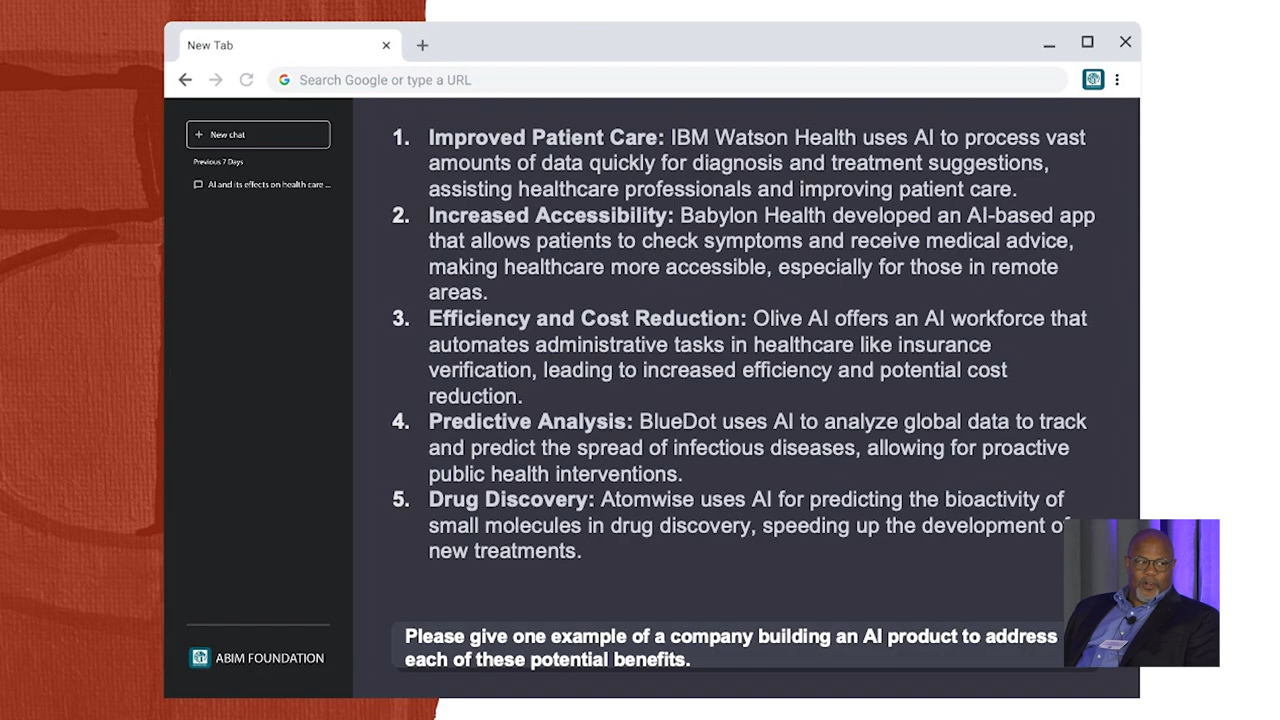 New Tab
Search Google or type a URL
New chat
Previous 7 Days
AI and its effects on health care ...
1. Improved Patient Care: IBM Watson Health uses AI to process vast
amounts of data quickly for diagnosis and treatment suggestions,
assisting healthcare professionals and improving patient care.
2. Increased Accessibility: Babylon Health developed an AI-based app
that allows patients to check symptoms and receive medical advice,
making healthcare more accessible, especially for those in remote
areas.
3. Efficiency and Cost Reduction: Olive AI offers an AI workforce that
automates administrative tasks in healthcare like insurance
verification, leading to increased efficiency and potential cost
reduction.
4. Predictive Analysis: BlueDot uses AI to analyze global data to track
and predict the spread of infectious diseases, allowing for proactive
public health interventions.
5. Drug Discovery: Atomwise uses AI for predicting the bioactivity of
small molecules in drug discovery, speeding up the development of
new treatments.
Please give one example of a company building an AI product to address
each of these potential benefits.
ABIM FOUNDATION